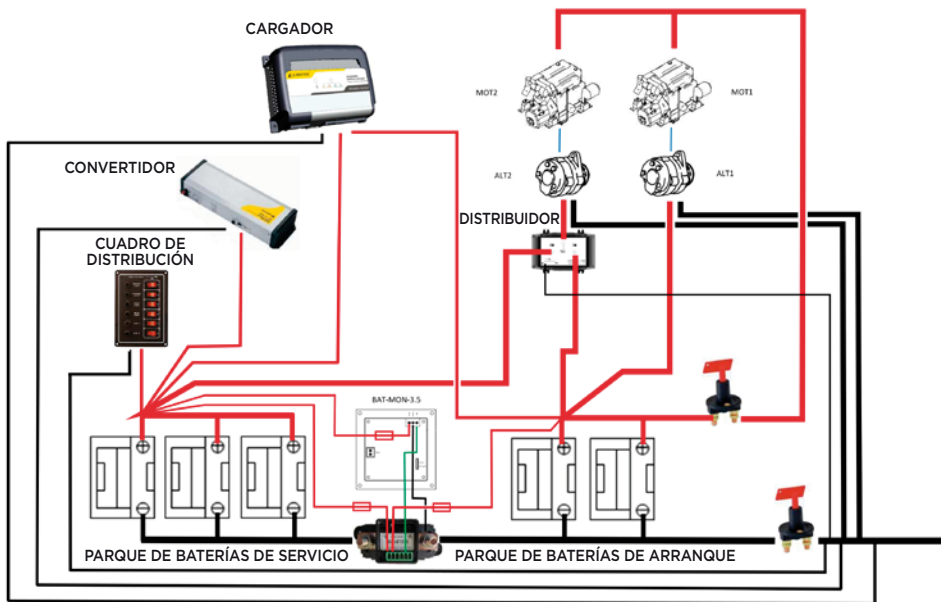 CARGADOR
MOT2
MOT1
CONVERTIDOR
ALT2
ALT1
DISTRIBUIDOR
CUADRO DE
DISTRIBUCIÓN
BAT-MON-3.5
PARQUE DE BATERÍAS DE SERVICIO
PARQUE DE BATERÍAS DE ARRANQUE